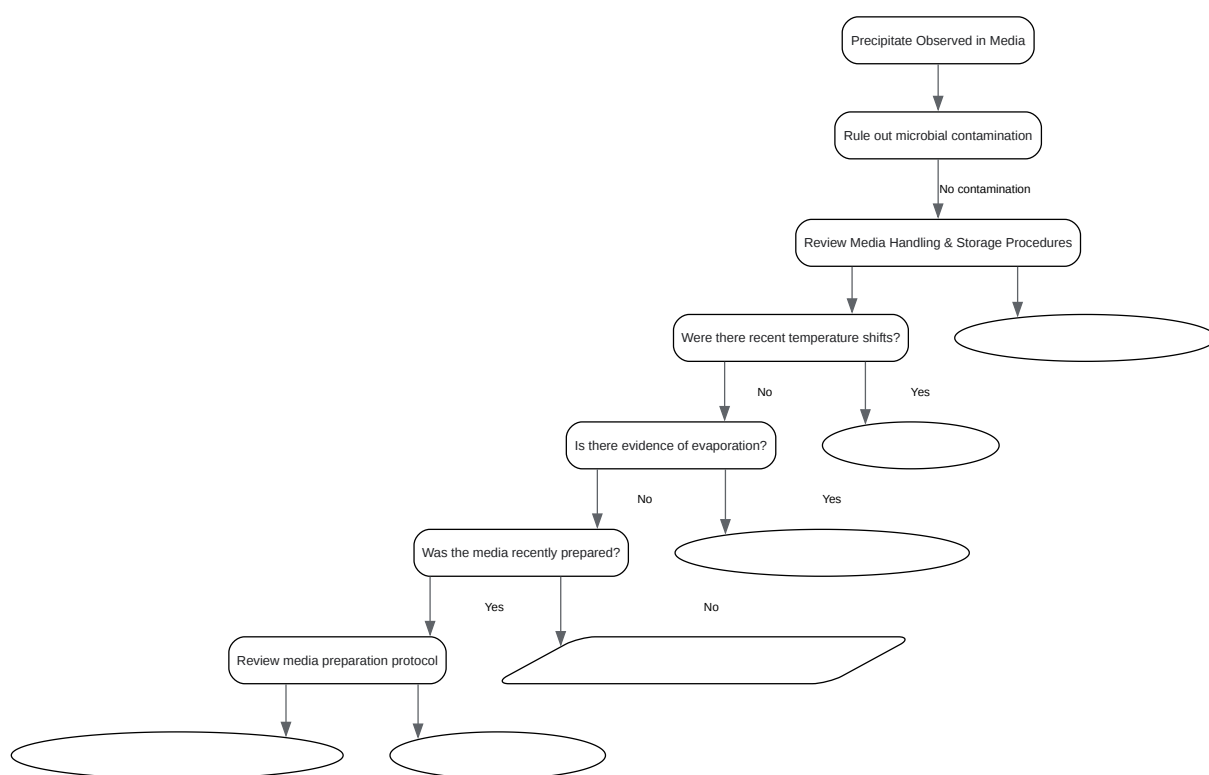 Precipitate Observed in Media
Rule out microbial contamination
No contamination
Review Media Handling & Storage Procedures
Were there recent temperature shifts?
No
Yes
Is there evidence of evaporation?
No
Yes
Was the media recently prepared?
Yes
No
Review media preparation protocol